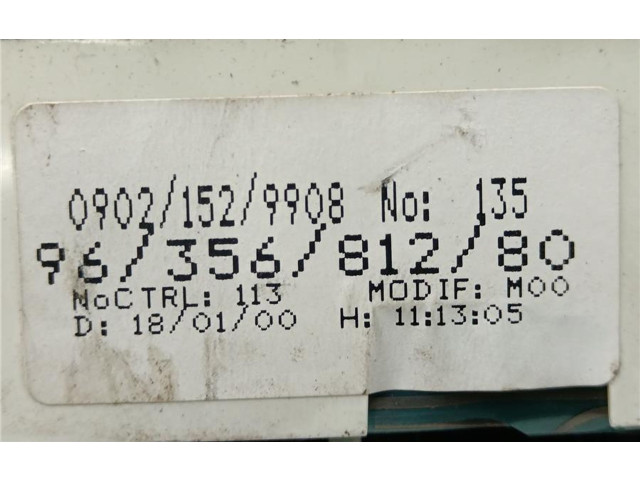 0902/152/9908 No: 135
96/356/812/80
NoCTRL: 113 MODIF: M00
D: 18/01/00 H: 11:13:05